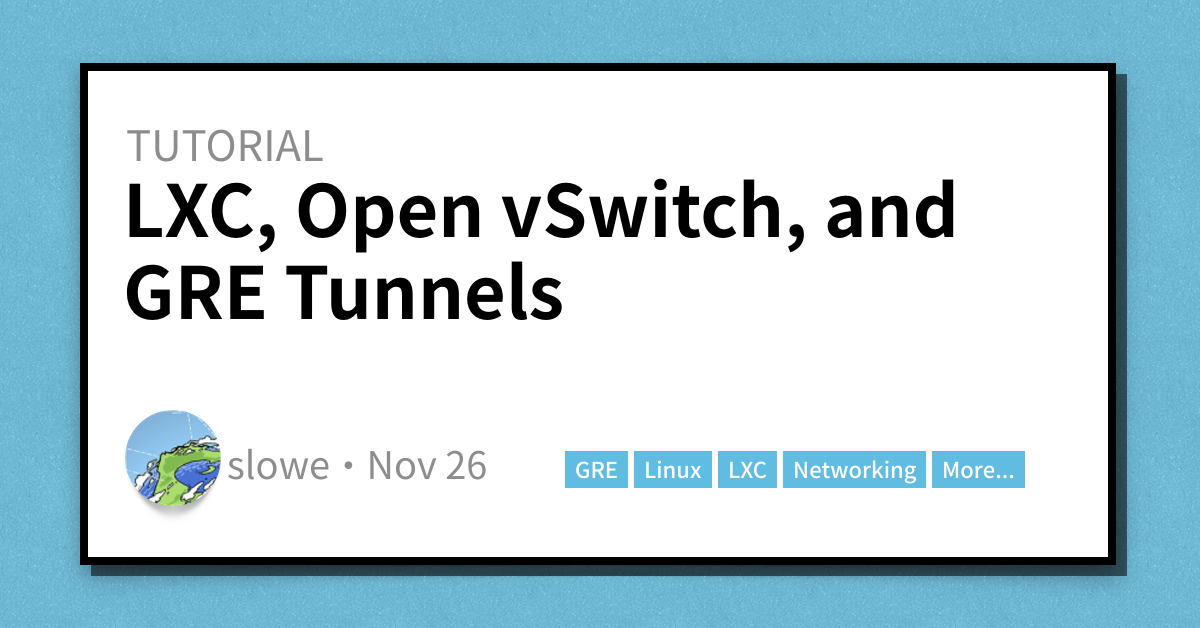 TUTORIAL
LXC, Open vSwitch, and
GRE Tunnels
slowe • Nov 26
GRE Linux LXC Networking More...